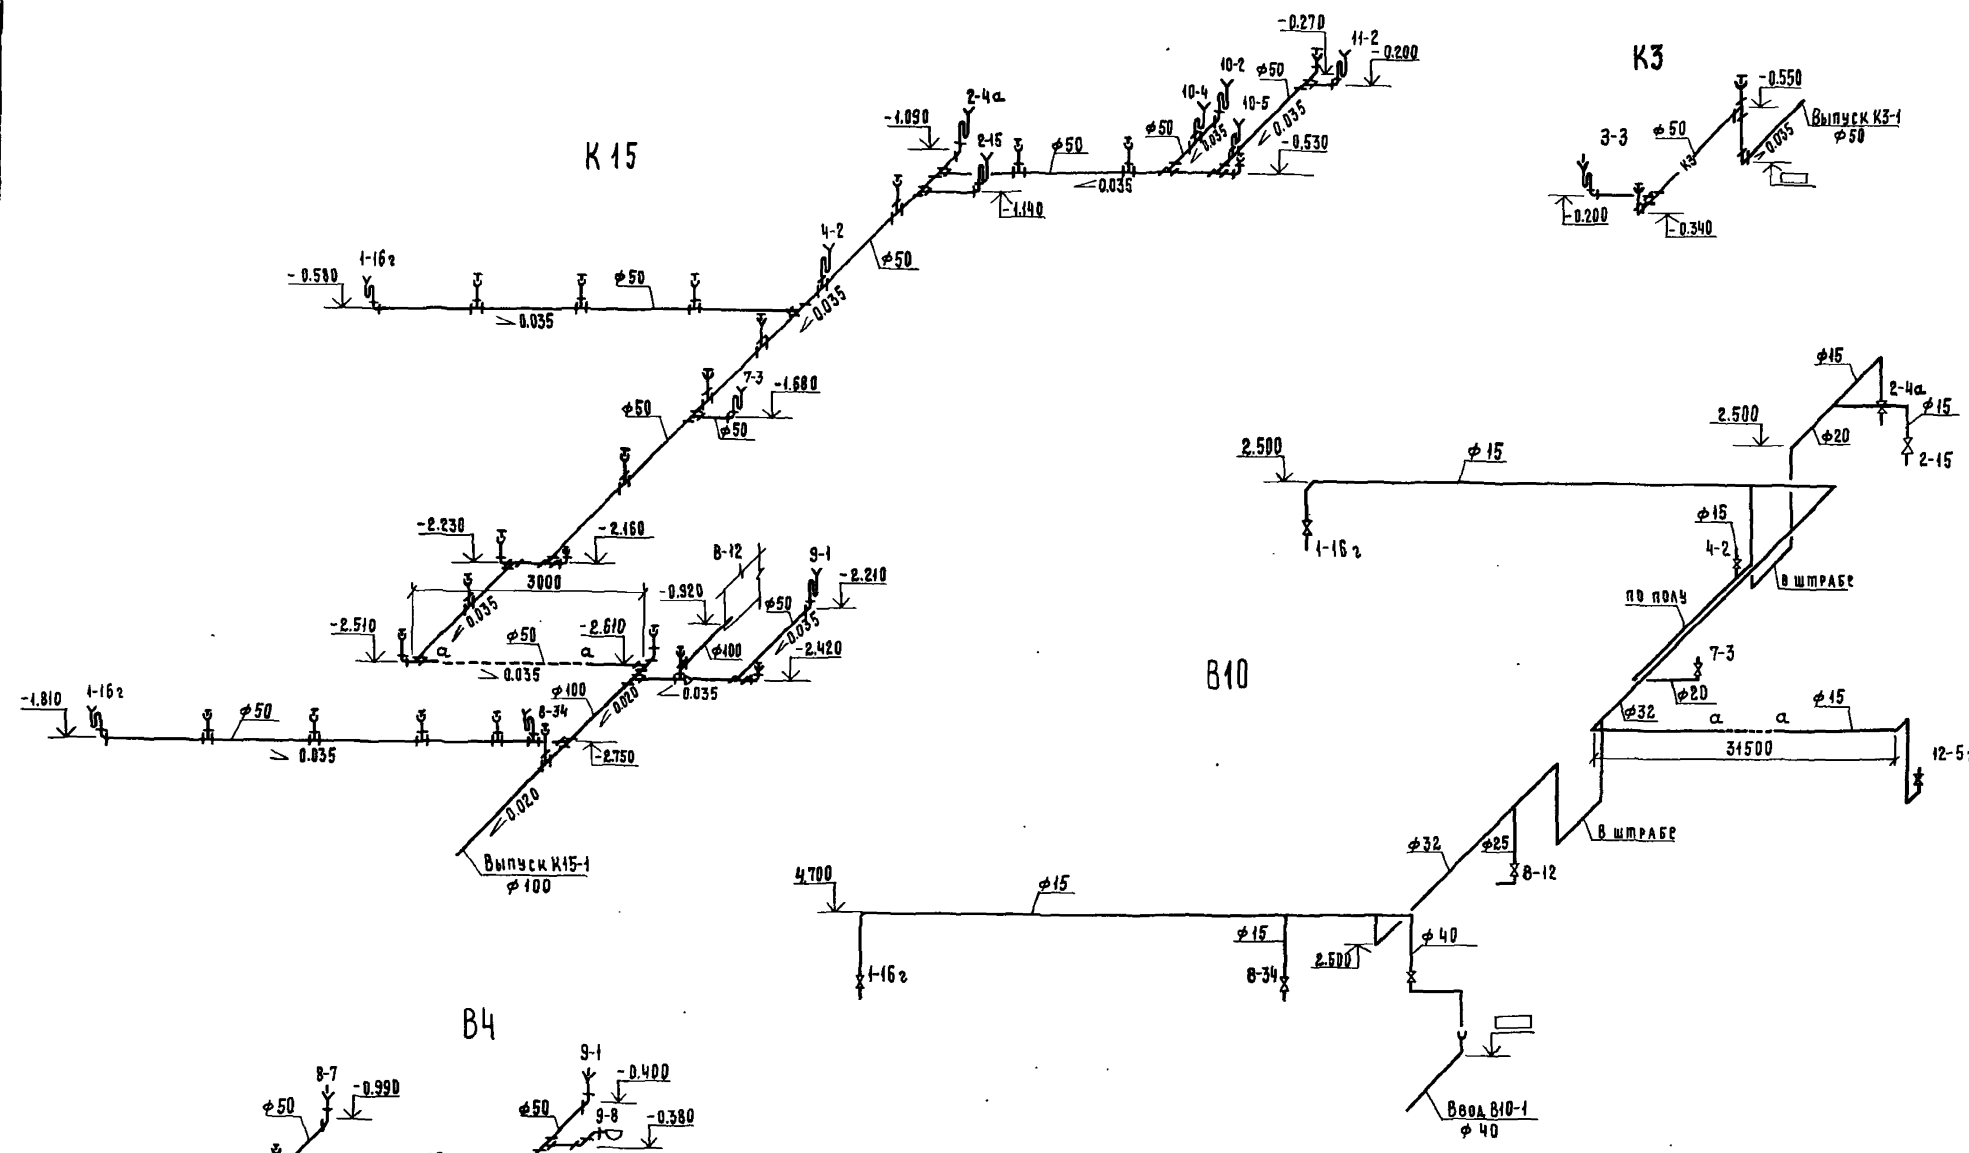 К15
1-16г
-0.580
ф50
0.035
4-2
0.035
ф50
-1.090
2-4а
2-15
-1.140
ф50
0.035
ф50
10-4
10-2
0.035
10-5
ф50
0.035
-0.530
-0.270
11-2
-0.200
7-3
-1.680
ф50
ф50
-2.230
-2.160
3000
0.035
-2.510
а
ф50
а
-2.610
0.035
8-12
-0.920
ф100
9-1
-2.210
ф50
0.035
-2.420
0.035
ф100
0.020
1-16г
-1.810
ф50
0.035
8-34
-2.750
0.020
Выпуск К15-1
ф100
К3
3-3
-0.200
-0.340
ф50
К3
-0.550
0.035
Выпуск К3-1
ф50
В10
2.500
ф15
1-16г
ф15
4-2
2.500
ф15
ф20
2-4а
ф15
2-15
в штрабе
по полу
7-3
ф20
ф32
а
а
ф15
31500
12-5
в штрабе
ф32
ф25
8-12
4.700
ф15
1-16г
ф15
8-34
2.500
ф40
Ввод В10-1
ф40
В4
8-7
-0.990
ф50
9-1
-0.400
ф50
9-8
-0.380